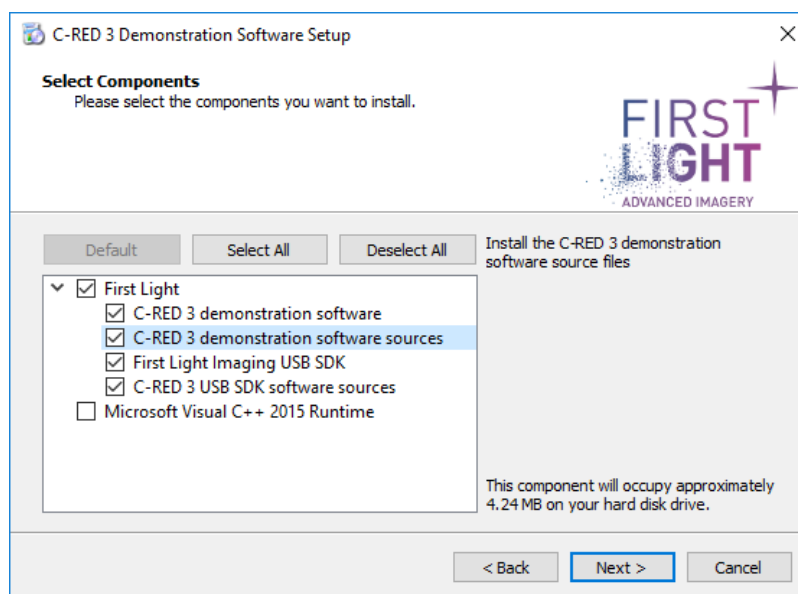 C-RED 3 Demonstration Software Setup
Select Components
Please select the components you want to install.
FIRST
LIGHT
ADVANCED IMAGERY
Default
Select All
Deselect All
Install the C-RED 3 demonstration
software source files
First Light
C-RED 3 demonstration software
C-RED 3 demonstration software sources
First Light Imaging USB SDK
C-RED 3 USB SDK software sources
Microsoft Visual C++ 2015 Runtime
This component will occupy approximately
4.24 MB on your hard disk drive.
< Back
Next >
Cancel